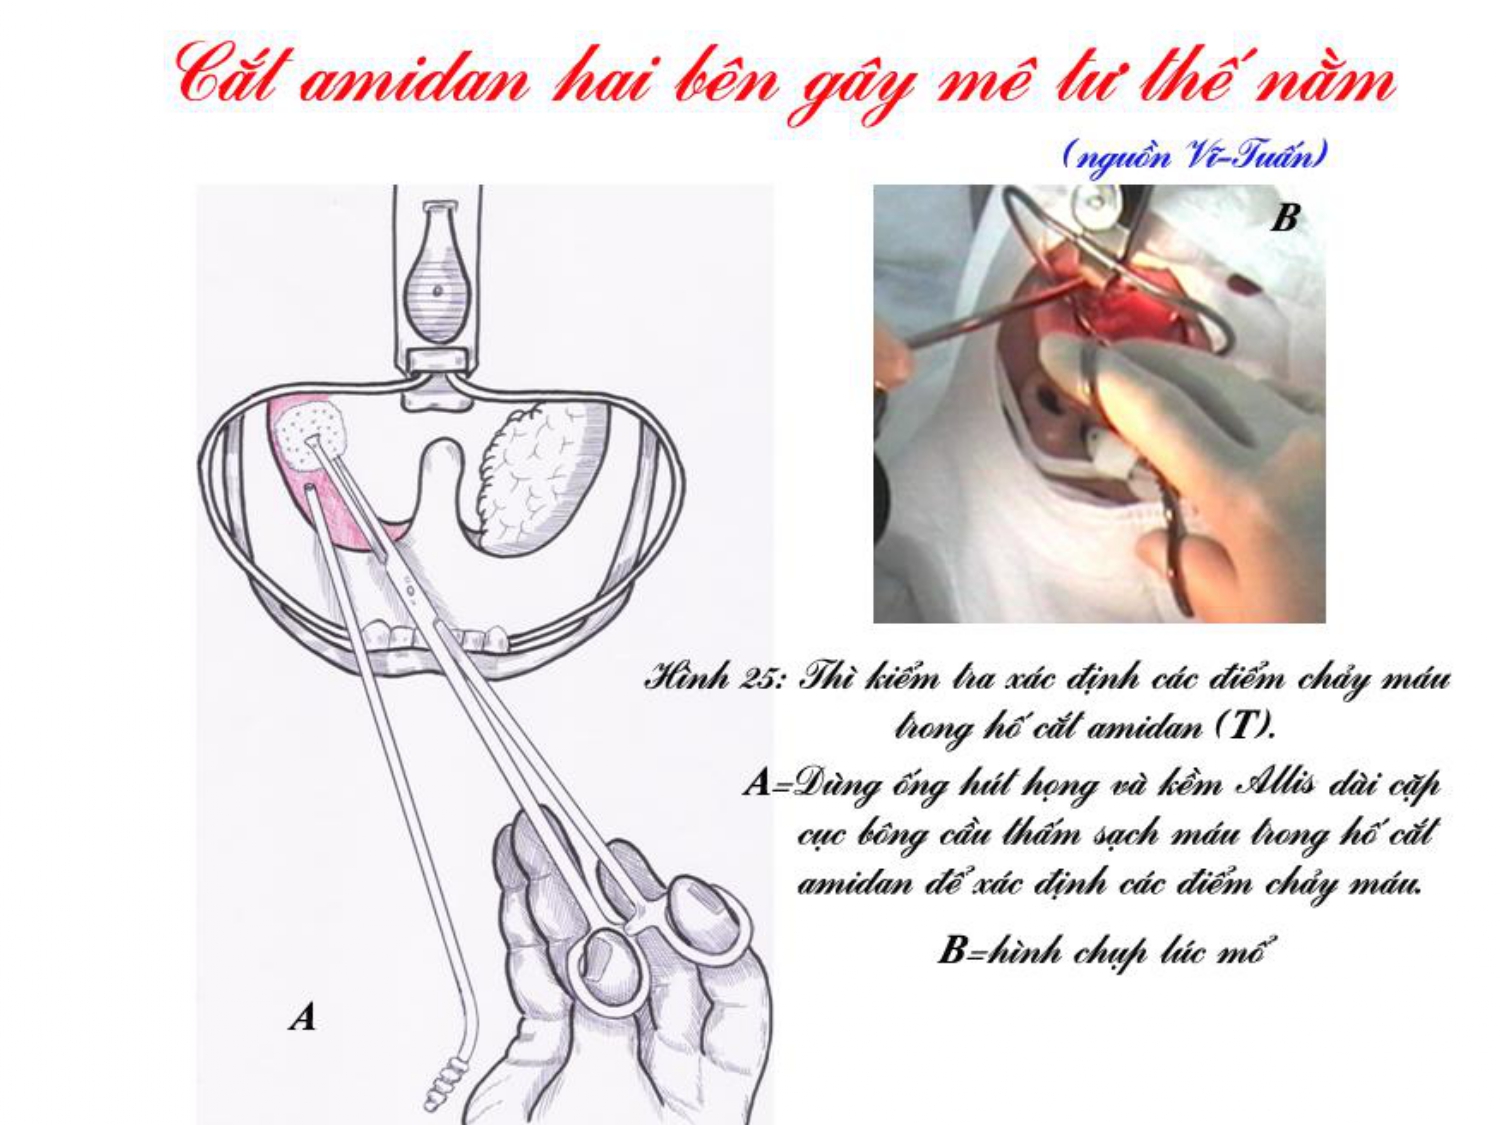 Cắt amidan hai bên gây mê tư thế nằm
(nguồn Vĩ-Tuấn)
B
Hình 25: Thì kiểm tra xác định các điểm chảy máu
trong hố cắt amidan (T).
A=Dùng ống hút họng và kềm Allis dài cặp
cục bông cầu thấm sạch máu trong hố cắt
amidan để xác định các điểm chảy máu.
B=hình chụp lúc mổ
A